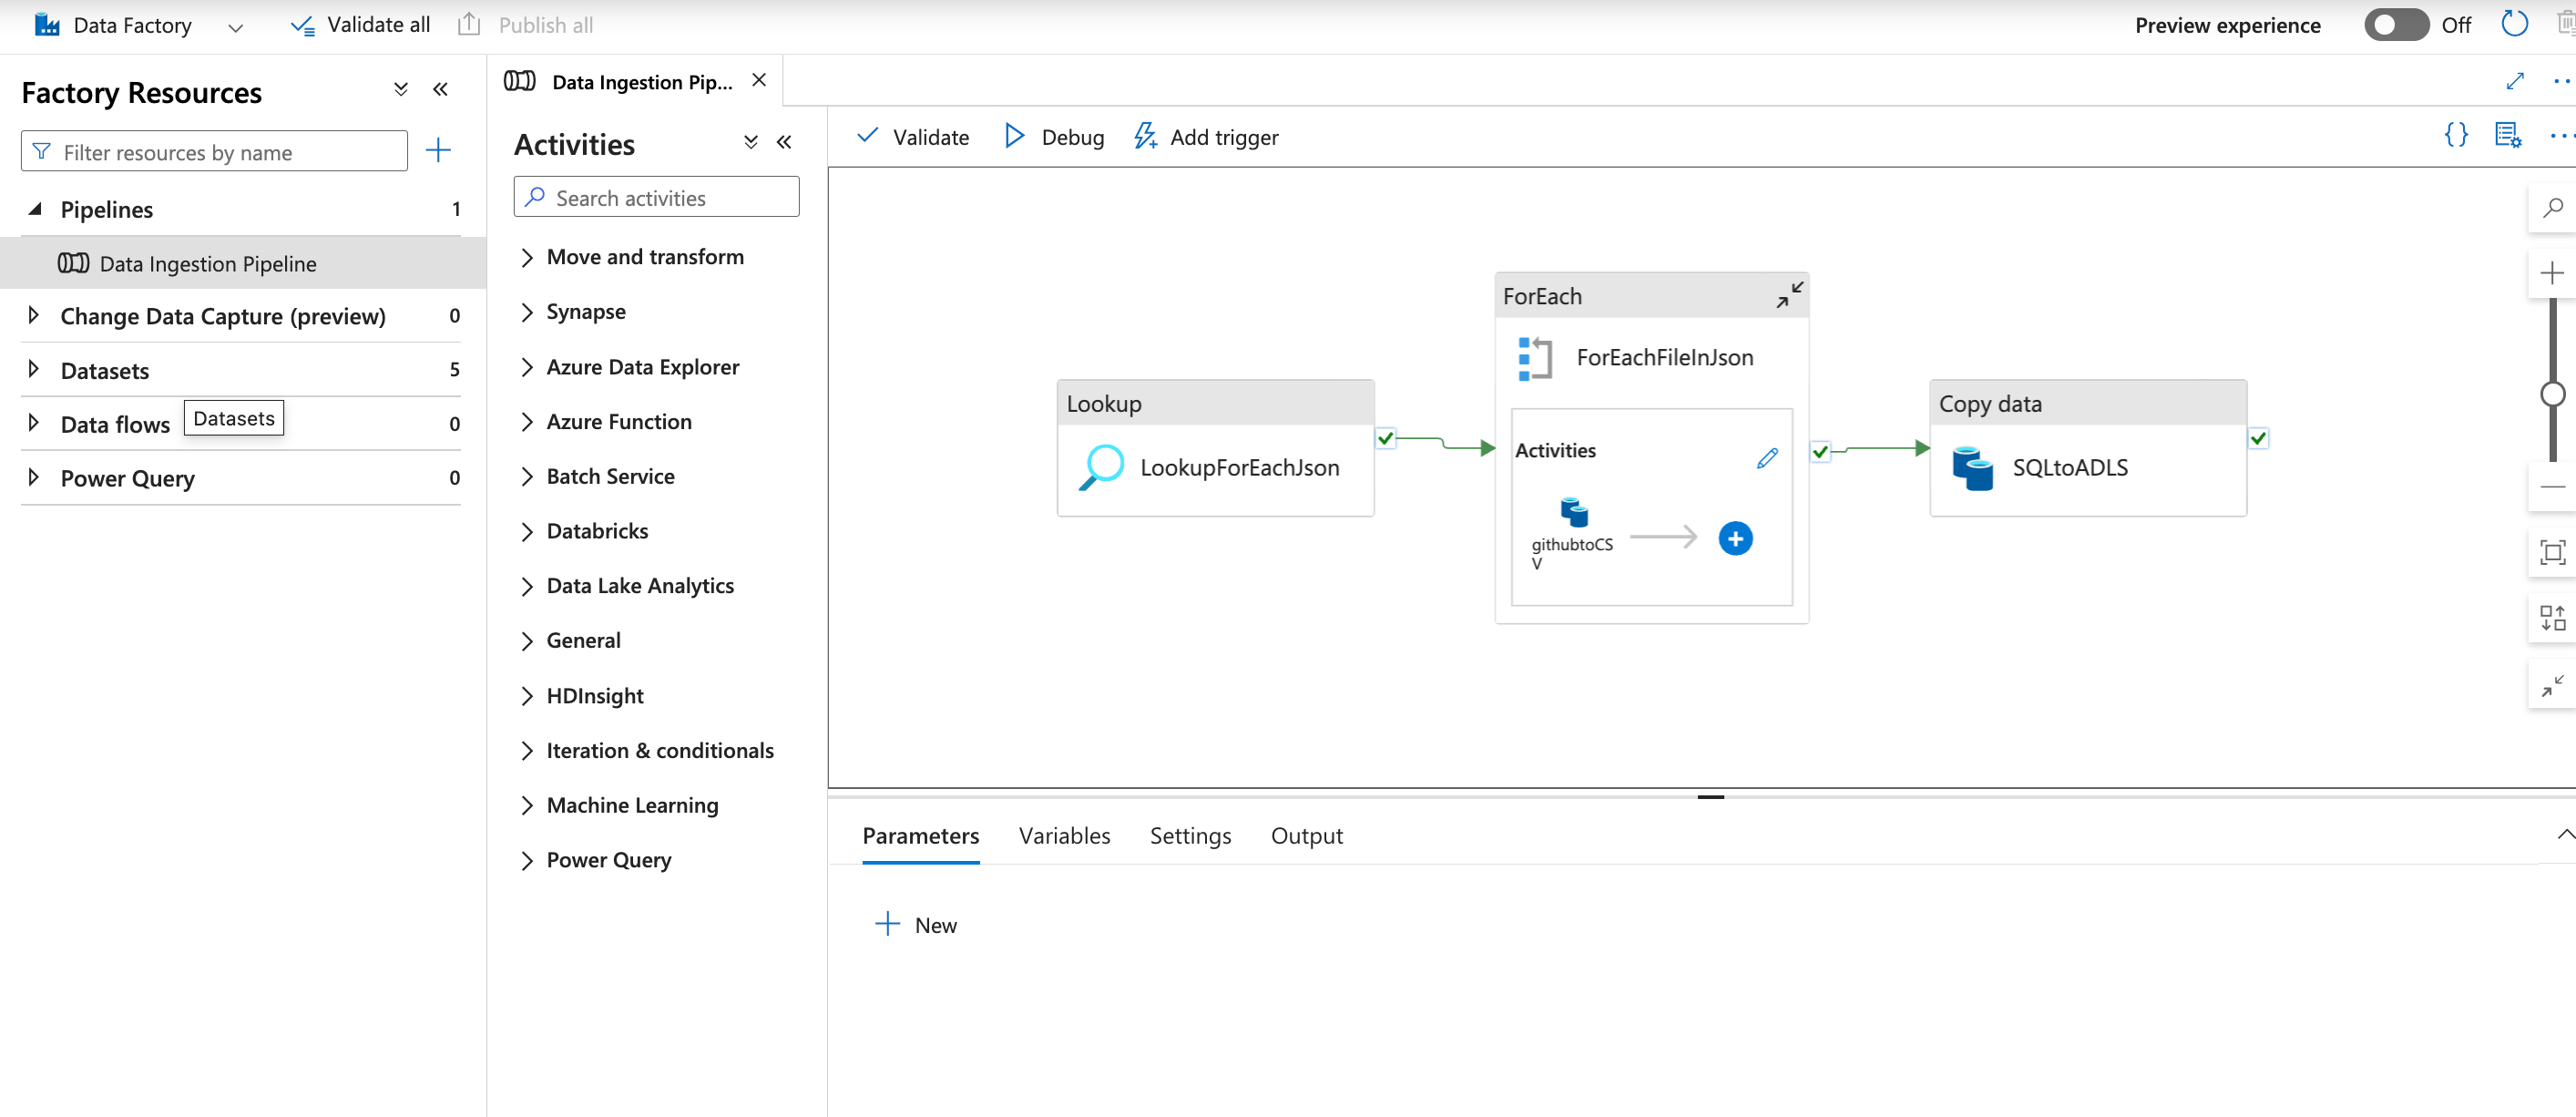 Data Factory
Validate all
Publish all
Preview experience
Off
Factory Resources
Filter resources by name
Pipelines 1
Data Ingestion Pipeline
Change Data Capture (preview) 0
Datasets 5
Data flows 0
Datasets
Power Query 0
Data Ingestion Pip...
Activities
Search activities
Move and transform
Synapse
Azure Data Explorer
Azure Function
Batch Service
Databricks
Data Lake Analytics
General
HDInsight
Iteration & conditionals
Machine Learning
Power Query
Validate
Debug
Add trigger
{}
Lookup
LookupForEachJson
ForEach
ForEachFileInJson
Activities
githubtoCS
V
Copy data
SQLtoADLS
Parameters Variables Settings Output
New